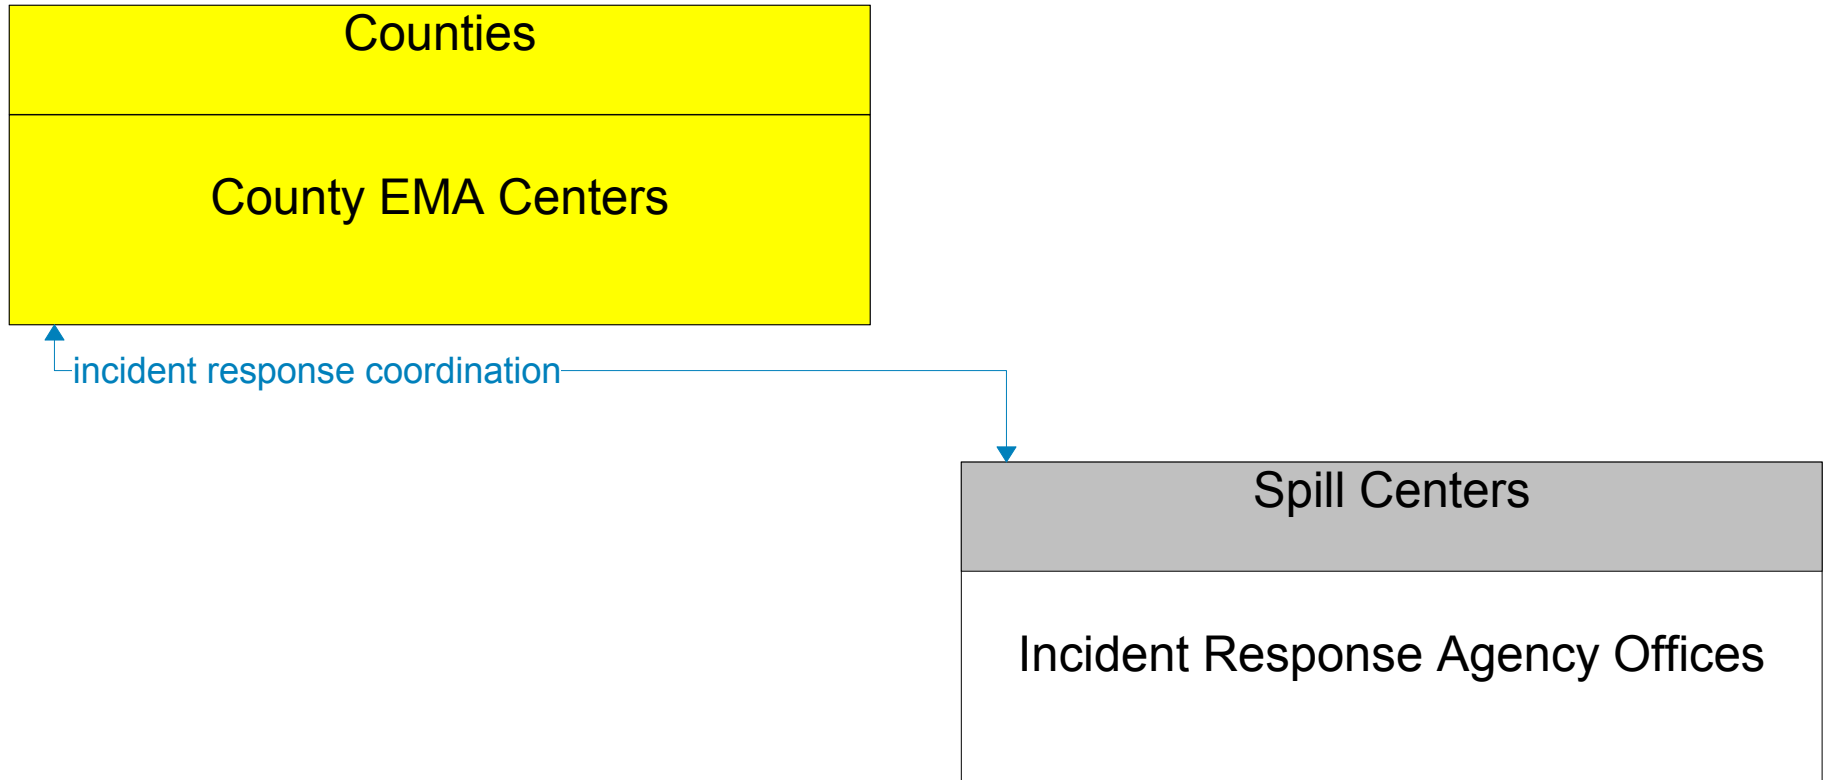 Counties
County EMA Centers
incident response coordination
Spill Centers
Incident Response Agency Offices